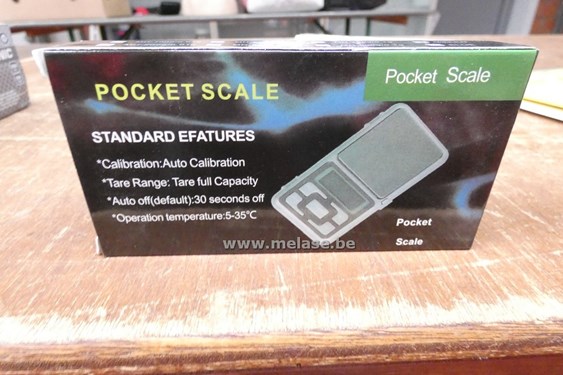 Pocket Scale
POCKET SCALE
STANDARD EFATURES
*Calibration:Auto Calibration
*Tare Range: Tare full Capacity
*Auto off(default):30 seconds off
*Operation temperature:5-35℃
Pocket
Scale
www.melase.be